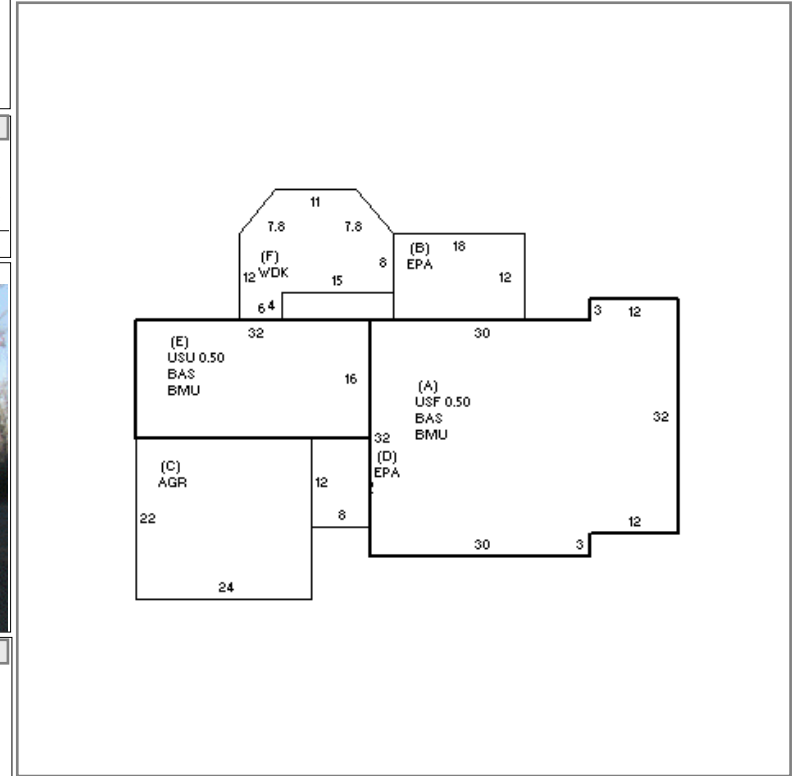 11
7.8 7.8
(F)
WDK
12
8
15
6 4
(B)
EPA
18
12
3 12
32
30
(E)
USU 0.50
BAS
BMU
16
(A)
USF 0.50
BAS
BMU
32
32
(D)
EPA
(C)
AGR
12
22
8
24
12
30 3